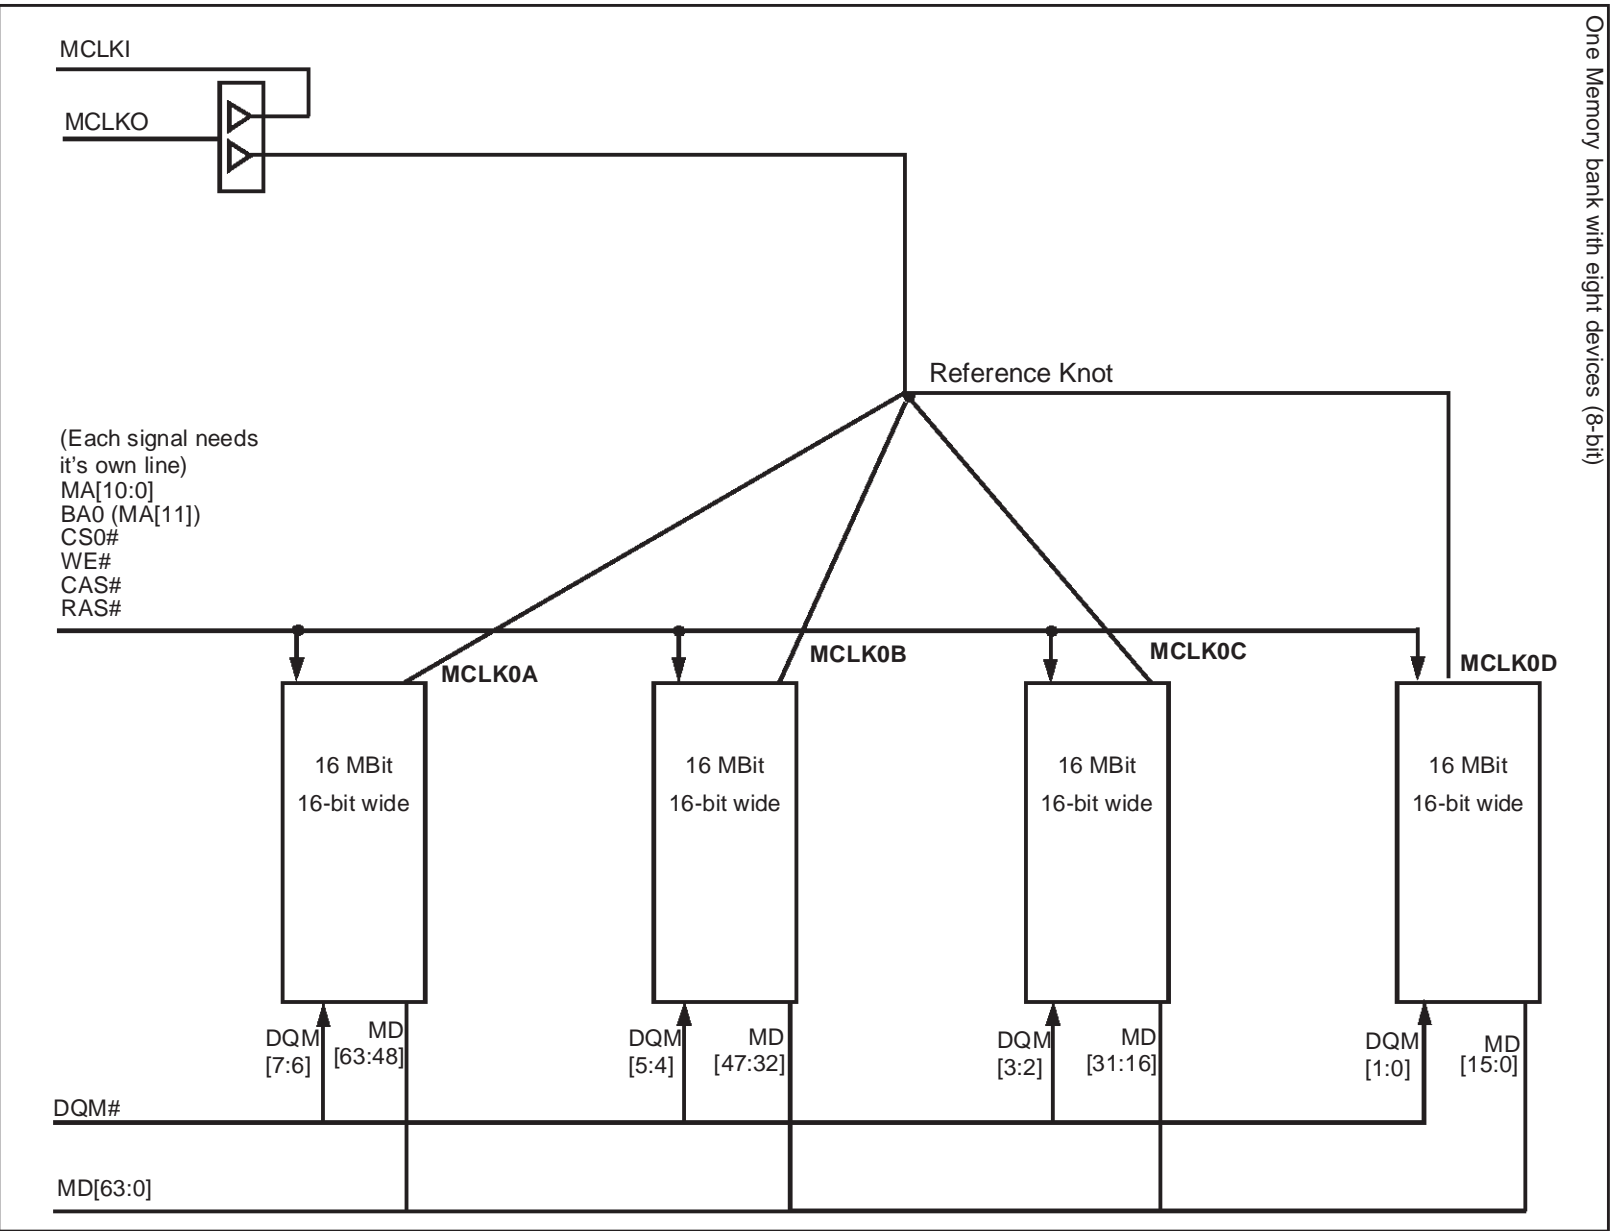 One Memory bank with eight devices (8-bit)
MCLKI
MCLKO
Reference Knot
(Each signal needs
it's own line)
MA[10:0]
BA0 (MA[11])
CS0#
WE#
CAS#
RAS#
MCLK0A
MCLK0B
MCLK0C
MCLK0D
16 MBit
16-bit wide
16 MBit
16-bit wide
16 MBit
16-bit wide
16 MBit
16-bit wide
DQM
[7:6]
MD
[63:48]
DQM
[5:4]
MD
[47:32]
DQM
[3:2]
MD
[31:16]
DQM
[1:0]
MD
[15:0]
DQM#
MD[63:0]